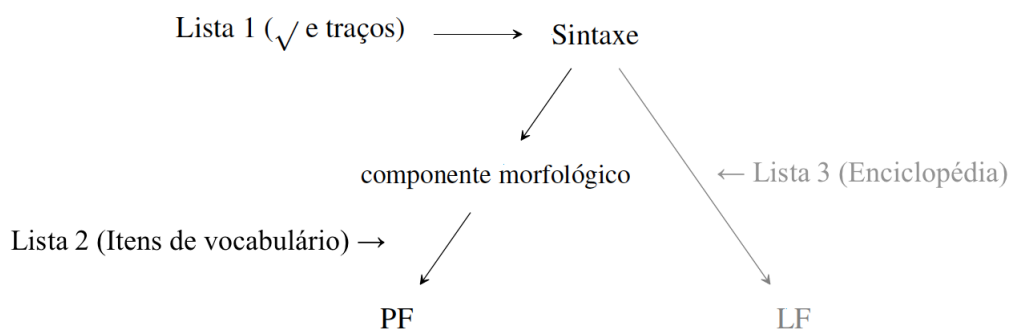 Lista 1 (√ e traços)
Sintaxe
componente morfológico
← Lista 3 (Enciclopédia)
Lista 2 (Itens de vocabulário) →
PF
LF